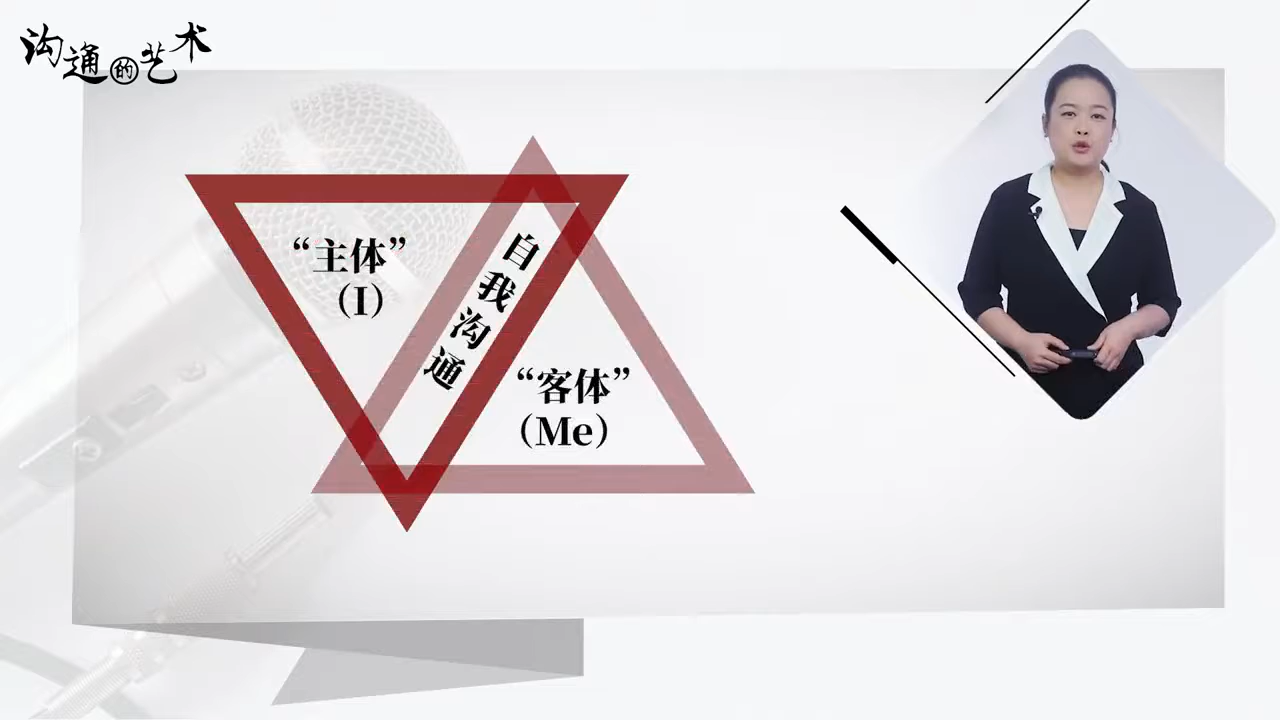 沟通的艺术
“主体”
（I）
自我沟通
“客体”
（Me）